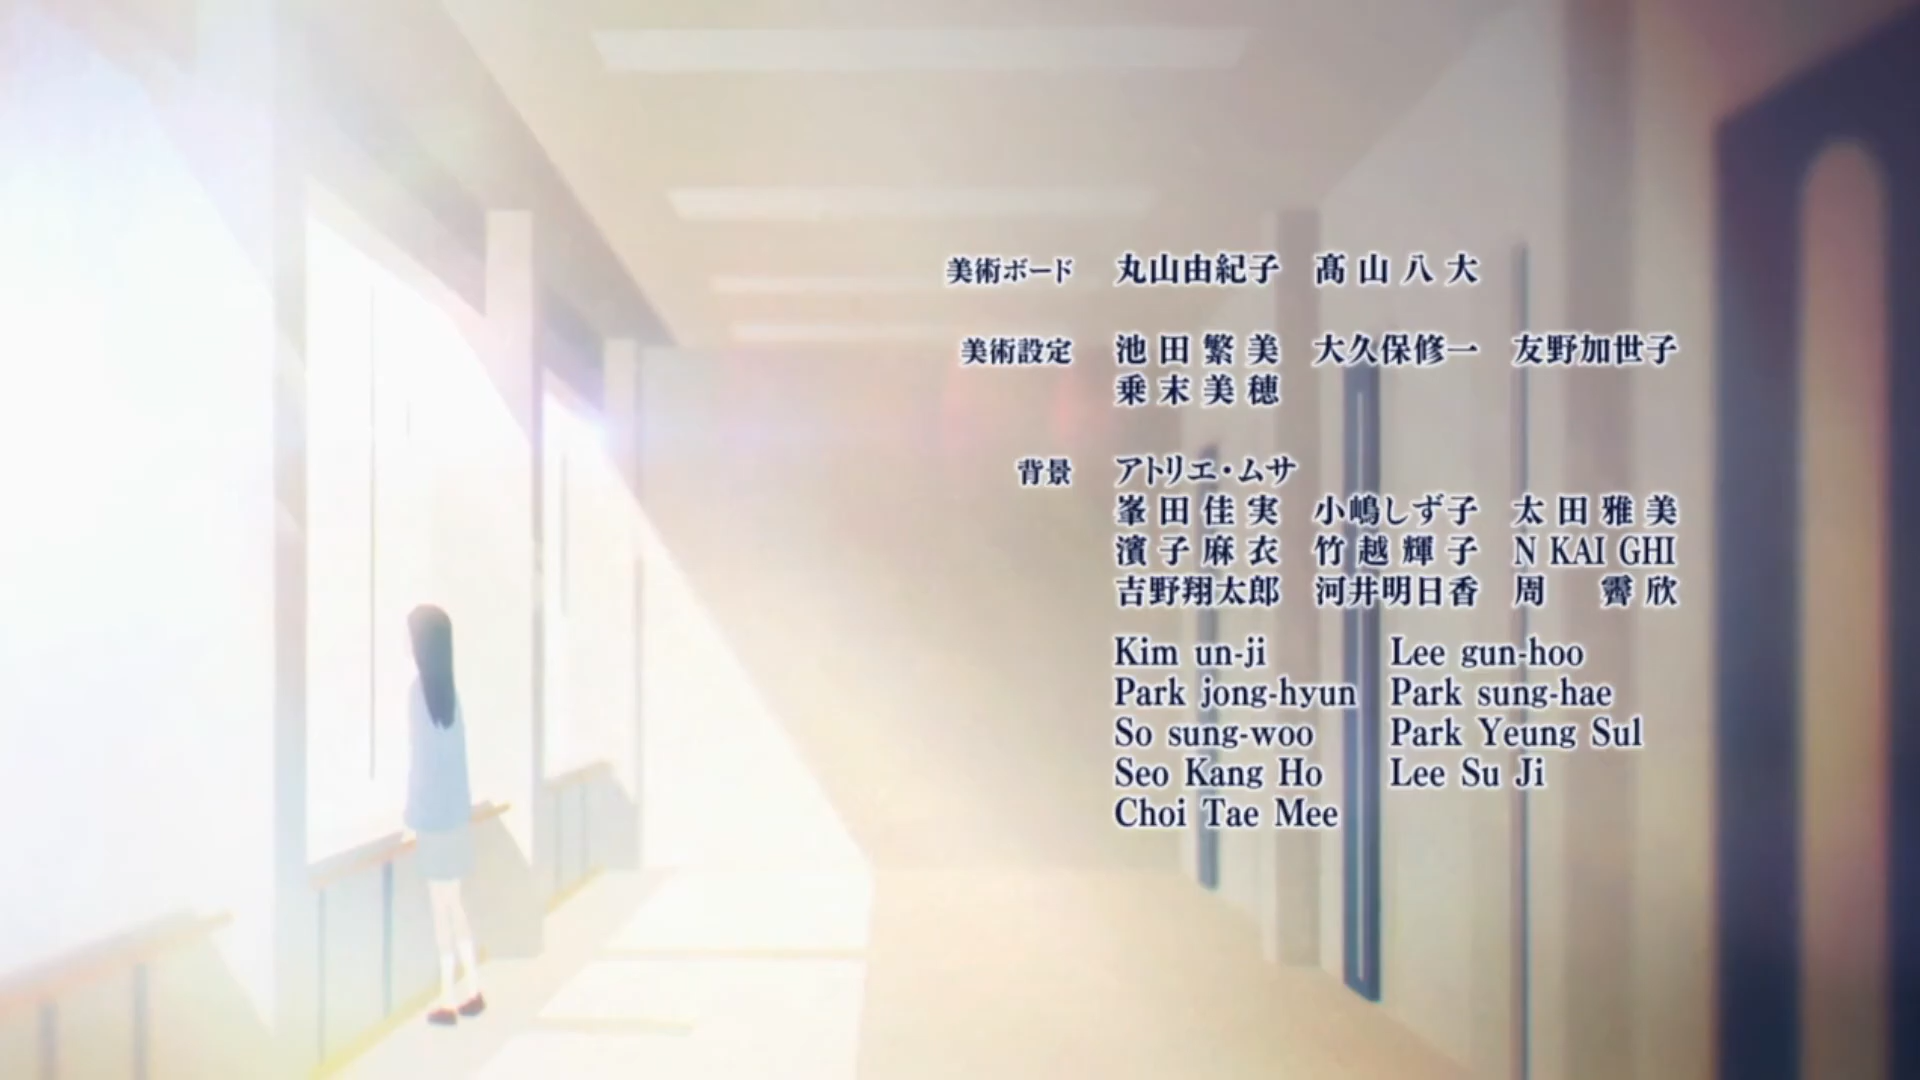 美術ボード 丸山由紀子 髙山八大
美術設定 池田繁美 大久保修一 友野加世子
乗末美穂
背景 アトリエ・ムサ
峯田佳実 小嶋しず子 太田雅美
濱子麻衣 竹越輝子 N KAI GHI
吉野翔太郎 河井明日香 周 霽欣
Kim un-ji Lee gun-hoo
Park jong-hyun Park sung-hae
So sung-woo Park Yeung Sul
Seo Kang Ho Lee Su Ji
Choi Tae Mee